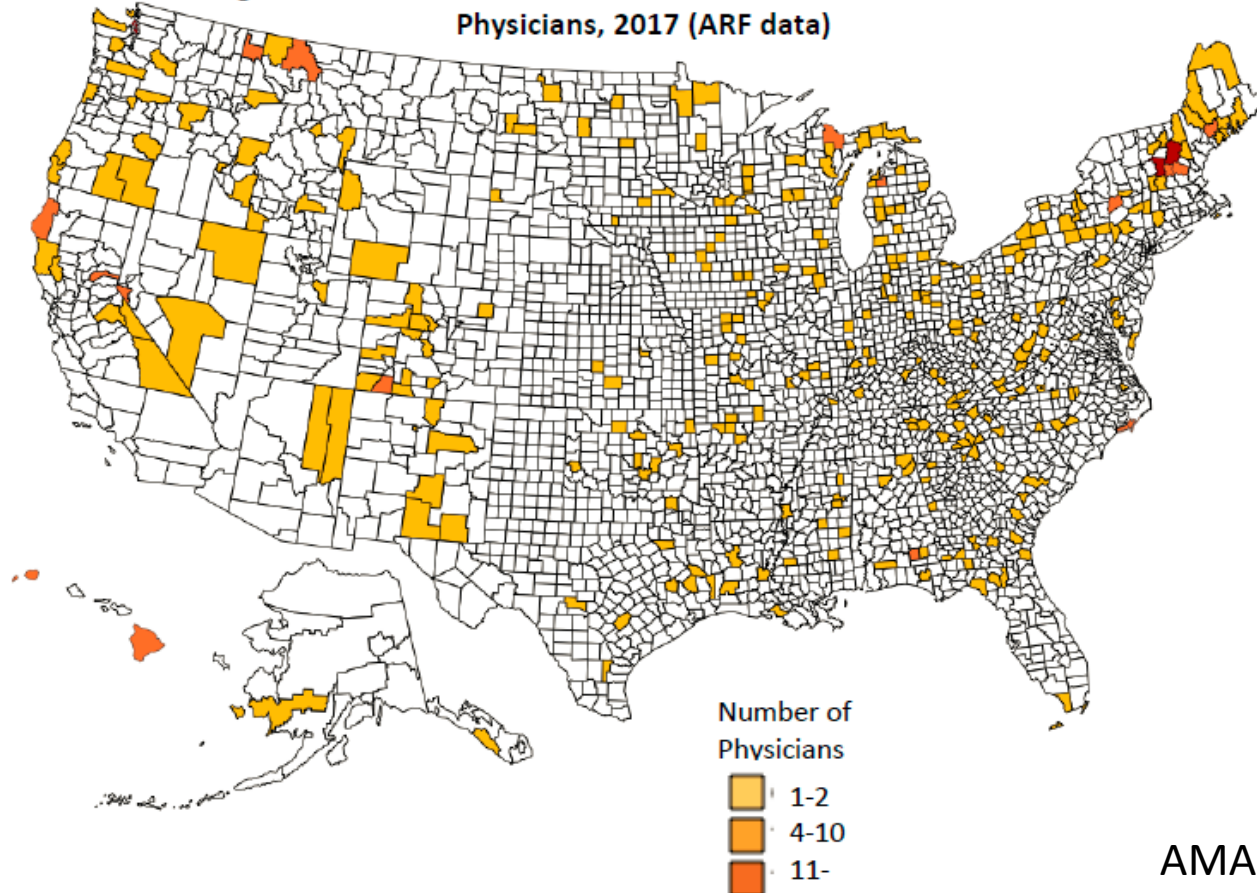 Physicians, 2017 (ARF data)
Number of
Physicians
1-2
4-10
11-
AMA